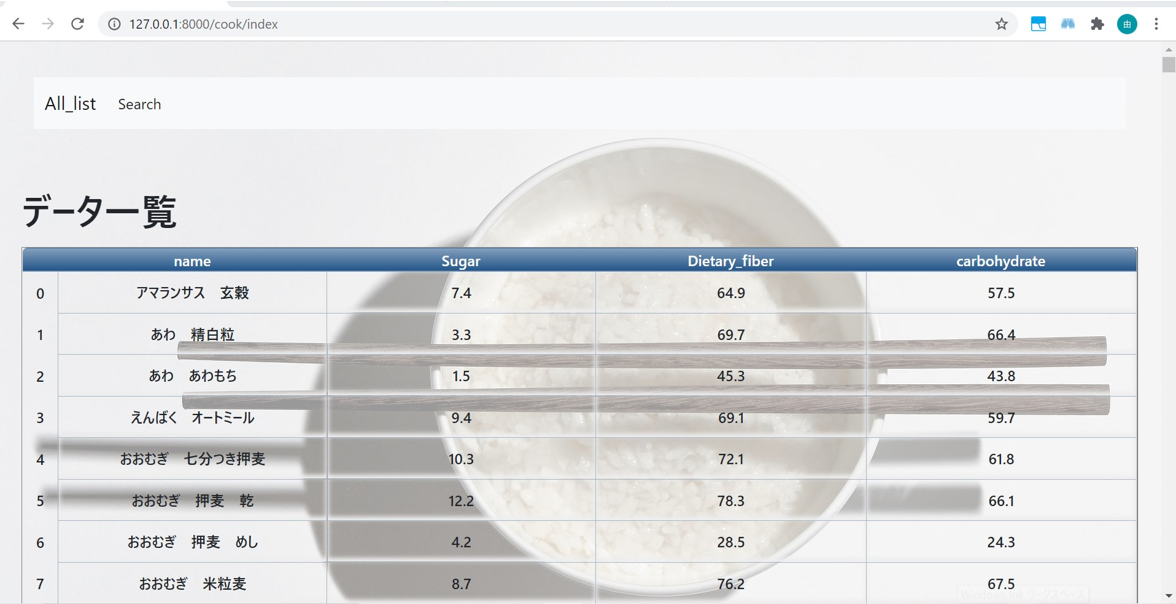 127.0.0.1:8000/cook/index
由
All_list Search
データ一覧
name Sugar Dietary_fiber carbohydrate
0 アマランサス　玄穀 7.4 64.9 57.5
1 あわ　精白粒 3.3 69.7 66.4
2 あわ　あわもち 1.5 45.3 43.8
3 えんばく　オートミール 9.4 69.1 59.7
4 おおむぎ　七分つき押麦 10.3 72.1 61.8
5 おおむぎ　押麦　乾 12.2 78.3 66.1
6 おおむぎ　押麦　めし 4.2 28.5 24.3
7 おおむぎ　米粒麦 8.7 76.2 67.5